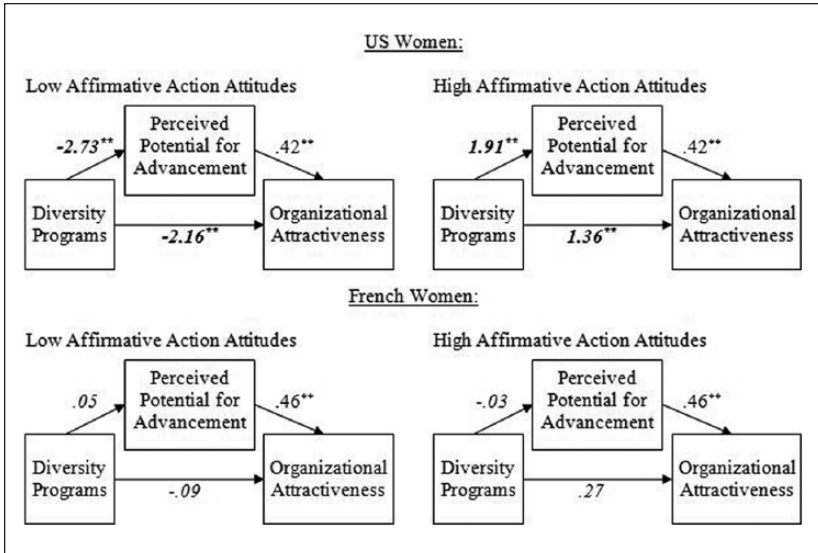 US Women:
Low Affirmative Action Attitudes
-2.73**
Perceived
Potential for
Advancement
.42**
Diversity
Programs
-2.16**
Organizational
Attractiveness
High Affirmative Action Attitudes
1.91**
Perceived
Potential for
Advancement
.42**
Diversity
Programs
1.36**
Organizational
Attractiveness
French Women:
Low Affirmative Action Attitudes
.05
Perceived
Potential for
Advancement
.46**
Diversity
Programs
-.09
Organizational
Attractiveness
High Affirmative Action Attitudes
-.03
Perceived
Potential for
Advancement
.46**
Diversity
Programs
.27
Organizational
Attractiveness